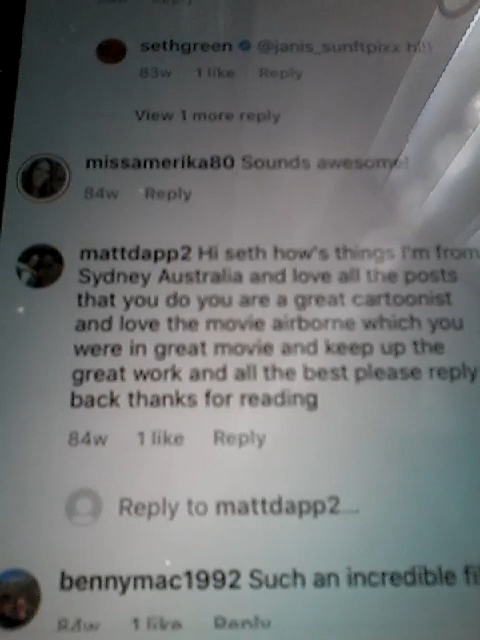 Reply
sethgreen @janis_sunftpixx hi!!
83w 1 like Reply
View 1 more reply
missamerika80 Sounds awesome!
84w Reply
mattdapp2 Hi seth how's things I'm from
Sydney Australia and love all the posts
that you do you are a great cartoonist
and love the movie airborne which you
were in great movie and keep up the
great work and all the best please reply
back thanks for reading
84w 1 like Reply
Reply to mattdapp2...
bennymac1992 Such an incredible fi
84w 1 like Reply